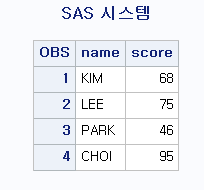 SAS 시스템
OBS name score
1 KIM 68
2 LEE 75
3 PARK 46
4 CHOI 95